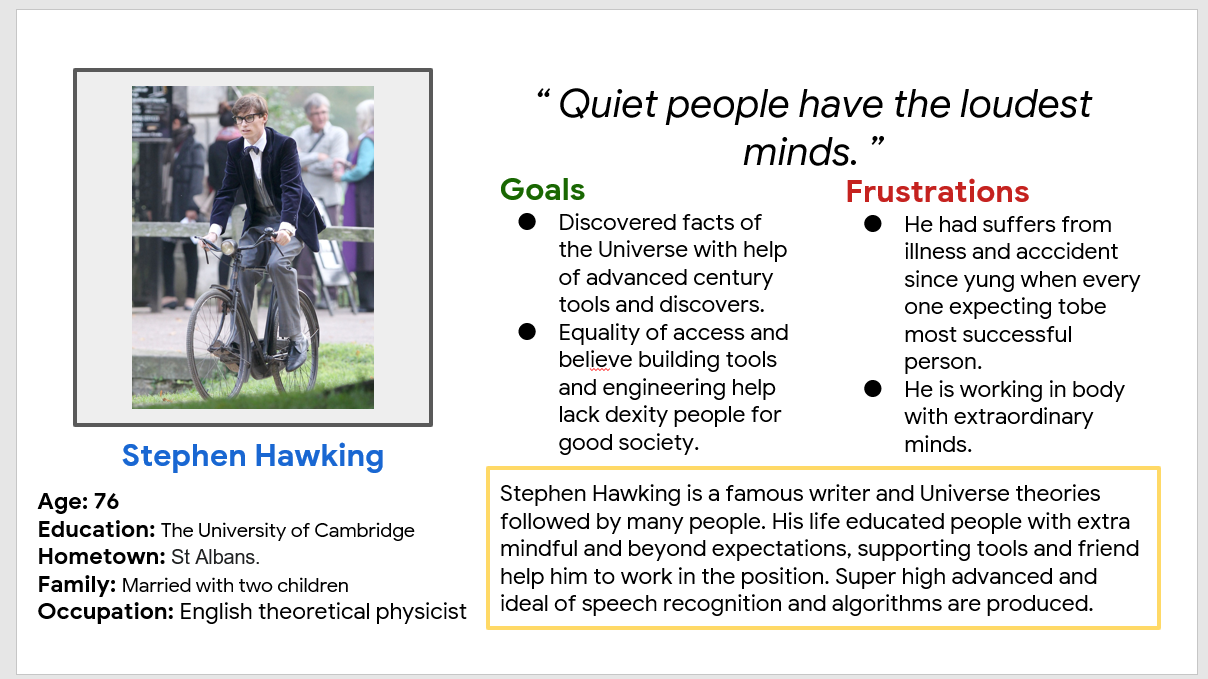 “ Quiet people have the loudest
minds. ”
Goals
● Discovered facts of
the Universe with help
of advanced century
tools and discovers.
● Equality of access and
believe building tools
and engineering help
lack dexity people for
good society.
Frustrations
● He had suffers from
illness and acccident
since yung when every
one expecting tobe
most successful
person.
● He is working in body
with extraordinary
minds.
Stephen Hawking
Age: 76
Education: The University of Cambridge
Hometown: St Albans.
Family: Married with two children
Occupation: English theoretical physicist
Stephen Hawking is a famous writer and Universe theories
followed by many people. His life educated people with extra
mindful and beyond expectations, supporting tools and friend
help him to work in the position. Super high advanced and
ideal of speech recognition and algorithms are produced.